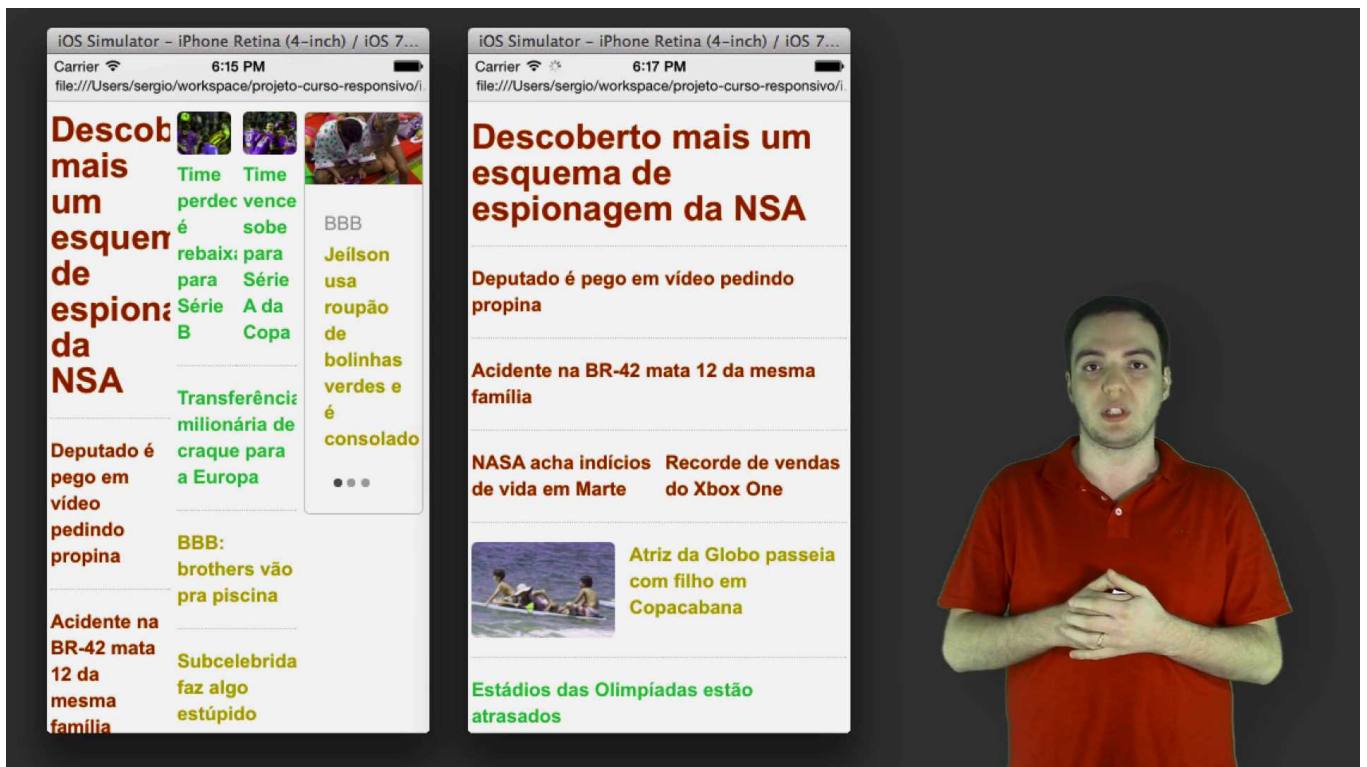 iOS Simulator – iPhone Retina (4-inch) / iOS 7...
Carrier
6:15 PM
file:///Users/sergio/workspace/projeto-curso-responsivo/i
Descob
mais
um
esquem
de
espiona
da
NSA
Deputado é
pego em
vídeo
pedindo
propina
Acidente na
BR-42 mata
12 da
mesma
família
Time
perdec
é
rebaixa
para
Série
B
Time
vence
sobe
para
Série
A da
Copa
Transferência
milionária de
craque para
a Europa
BBB:
brothers vão
pra piscina
Subcelebrida
faz algo
estúpido
BBB
Jeílson
usa
roupão
de
bolinhas
verdes e
é
consolado
iOS Simulator – iPhone Retina (4-inch) / iOS 7...
Carrier
6:17 PM
file:///Users/sergio/workspace/projeto-curso-responsivo/i
Descoberto mais um
esquema de
espionagem da NSA
Deputado é pego em vídeo pedindo
propina
Acidente na BR-42 mata 12 da mesma
família
NASA acha indícios
de vida em Marte
Recorde de vendas
do Xbox One
Atriz da Globo passeia
com filho em
Copacabana
Estádios das Olimpíadas estão
atrasados